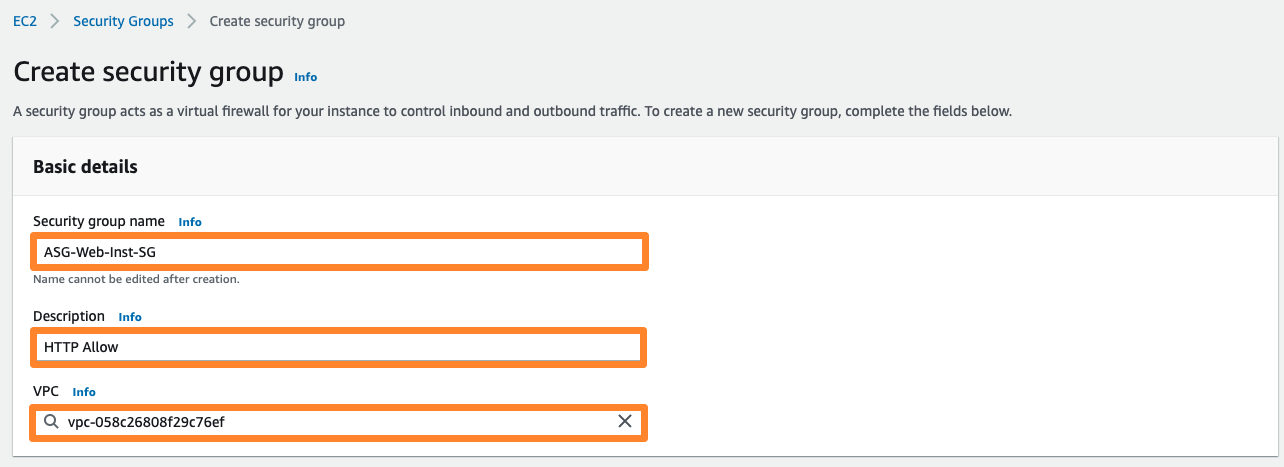 EC2 > Security Groups > Create security group
Create security group Info
A security group acts as a virtual firewall for your instance to control inbound and outbound traffic. To create a new security group, complete the fields below.
Basic details
Security group name Info
ASG-Web-Inst-SG
Name cannot be edited after creation.
Description Info
HTTP Allow
VPC Info
vpc-058c26808f29c76ef